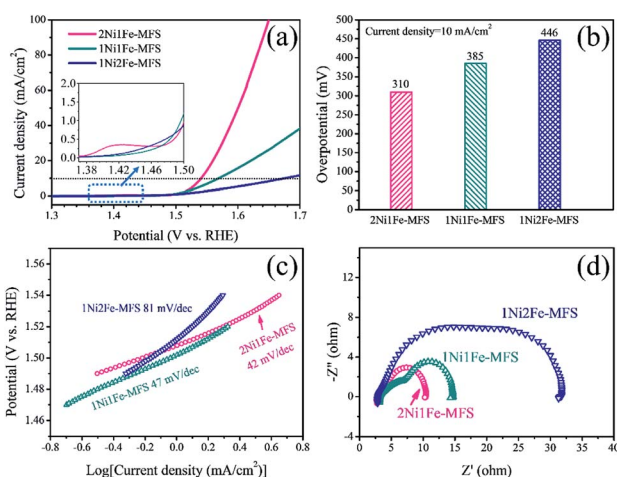 (a)
2Ni1Fe-MFS
1Ni1Fe-MFS
1Ni2Fe-MFS
Current density (mA/cm²)
100
80
60
40
20
0
2.0
1.5
1.0
0.5
0.0
1.38 1.42 1.46 1.50
1.3 1.4 1.5 1.6 1.7
Potential (V vs. RHE)
(b)
Current density=10 mA/cm²
Overpotential (mV)
500
450
400
350
300
250
200
150
100
50
0
310
385
446
2Ni1Fe-MFS 1Ni1Fe-MFS 1Ni2Fe-MFS
(c)
Potential (V vs. RHE)
1.56
1.54
1.52
1.50
1.48
1.46
1Ni2Fe-MFS 81 mV/dec
2Ni1Fe-MFS
42 mV/dec
1Ni1Fe-MFS 47 mV/dec
-0.8 -0.6 -0.4 -0.2 0.0 0.2 0.4 0.6 0.8
Log[Current density (mA/cm²)]
(d)
-Z'' (ohm)
12
8
4
0
-4
1Ni2Fe-MFS
1Ni1Fe-MFS
2Ni1Fe-MFS
0 5 10 15 20 25 30 35 40
Z' (ohm)